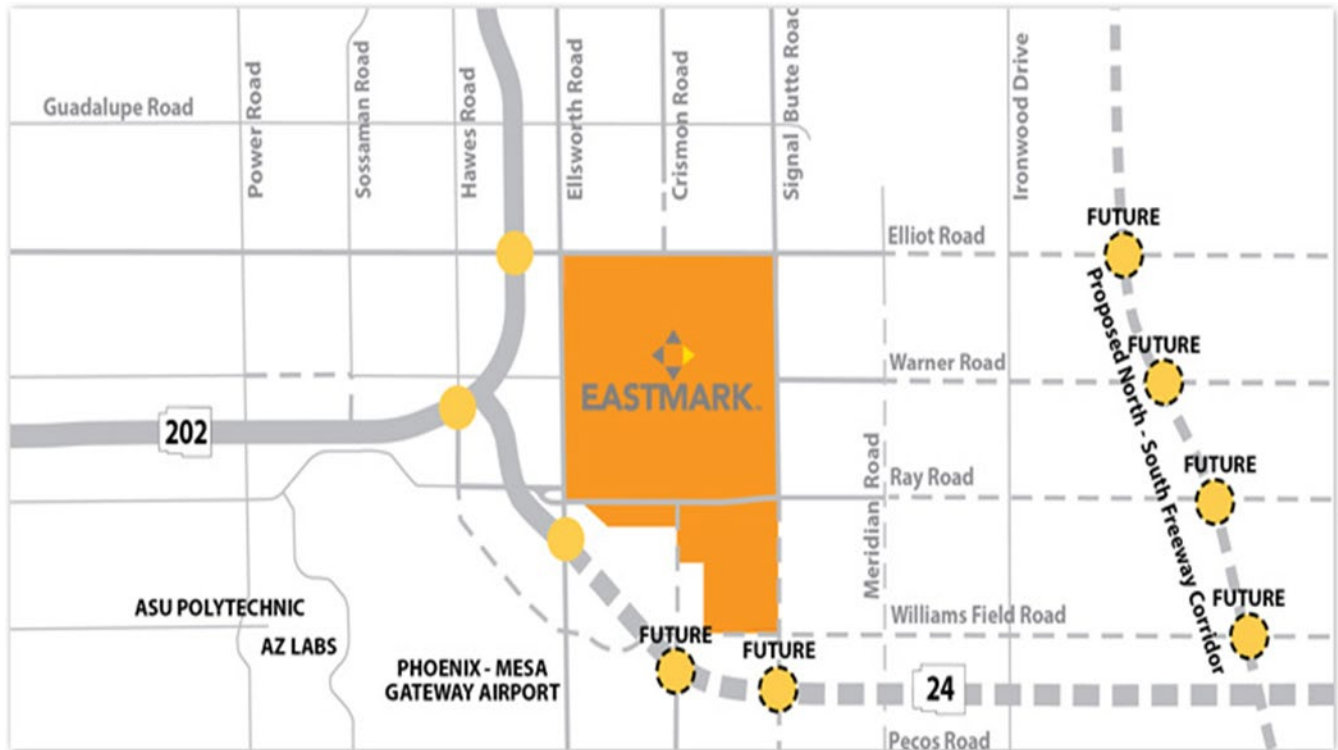 Guadalupe Road
Power Road
Sossaman Road
Hawes Road
Ellsworth Road
Crismon Road
Signal Butte Road
Ironwood Drive
FUTURE
Elliot Road
Proposed North - South Freeway Corridor
FUTURE
Warner Road
EASTMARK
202
Meridian Road
FUTURE
Ray Road
ASU POLYTECHNIC
AZ LABS
FUTURE
Williams Field Road
FUTURE
FUTURE
PHOENIX - MESA
GATEWAY AIRPORT
24
Pecos Road